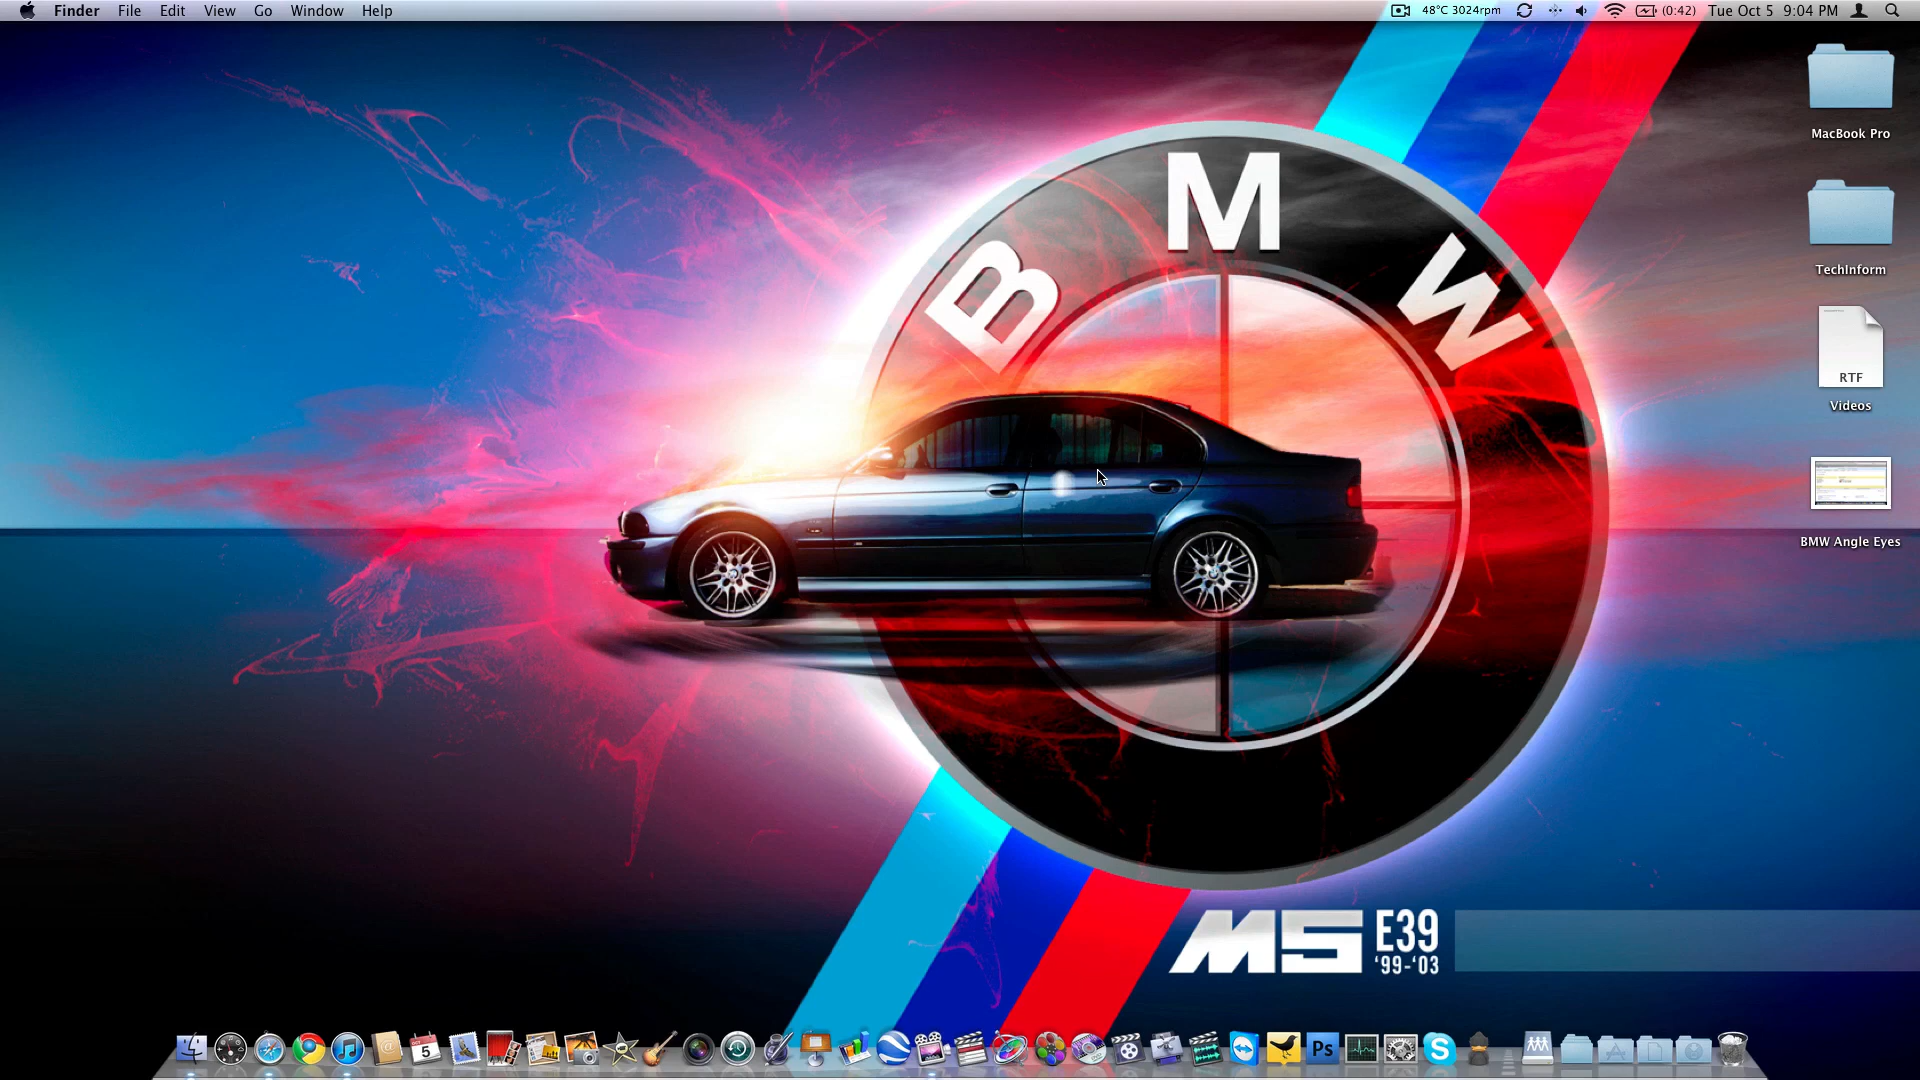 Finder File Edit View Go Window Help
48°C 3024rpm (0:42) Tue Oct 5 9:04 PM
MacBook Pro
TechInform
RTF
Videos
BMW Angle Eyes
B M W
M5 E39
'99-'03
OCT
5
Ps